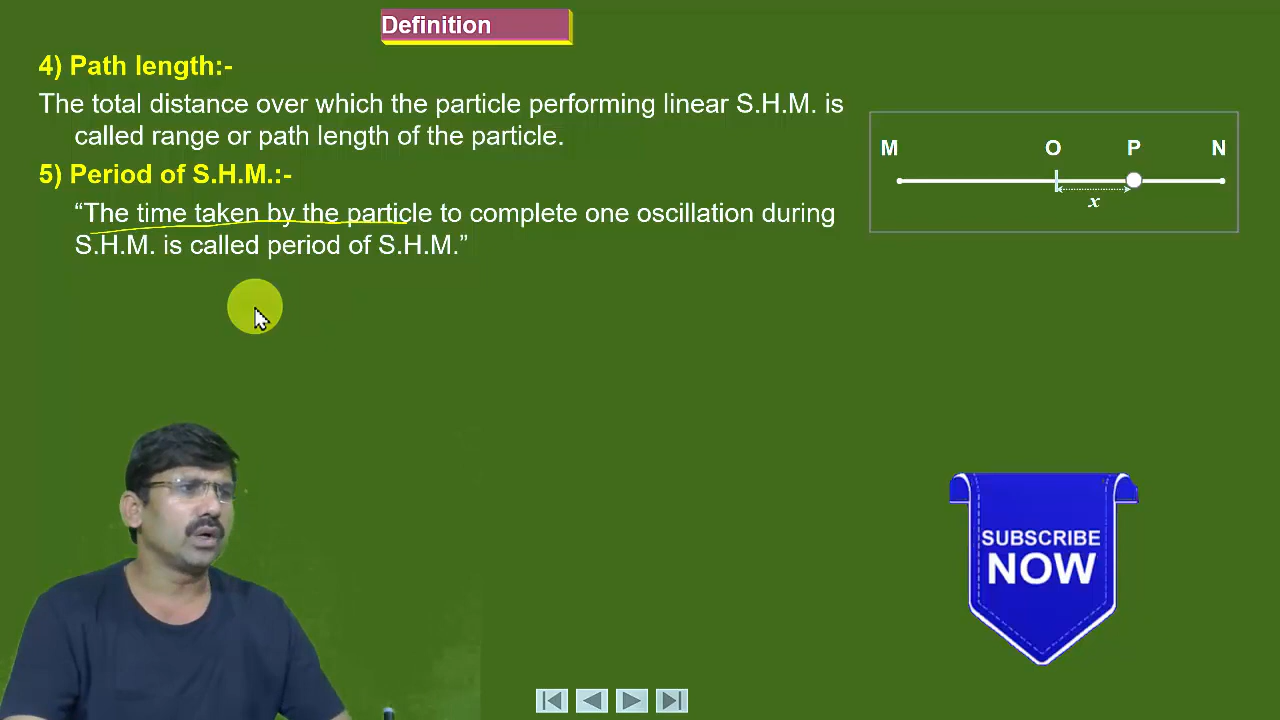 Definition
4) Path length:-
The total distance over which the particle performing linear S.H.M. is
called range or path length of the particle.
M O P N
x
5) Period of S.H.M.:-
“The time taken by the particle to complete one oscillation during
S.H.M. is called period of S.H.M.”
SUBSCRIBE
NOW